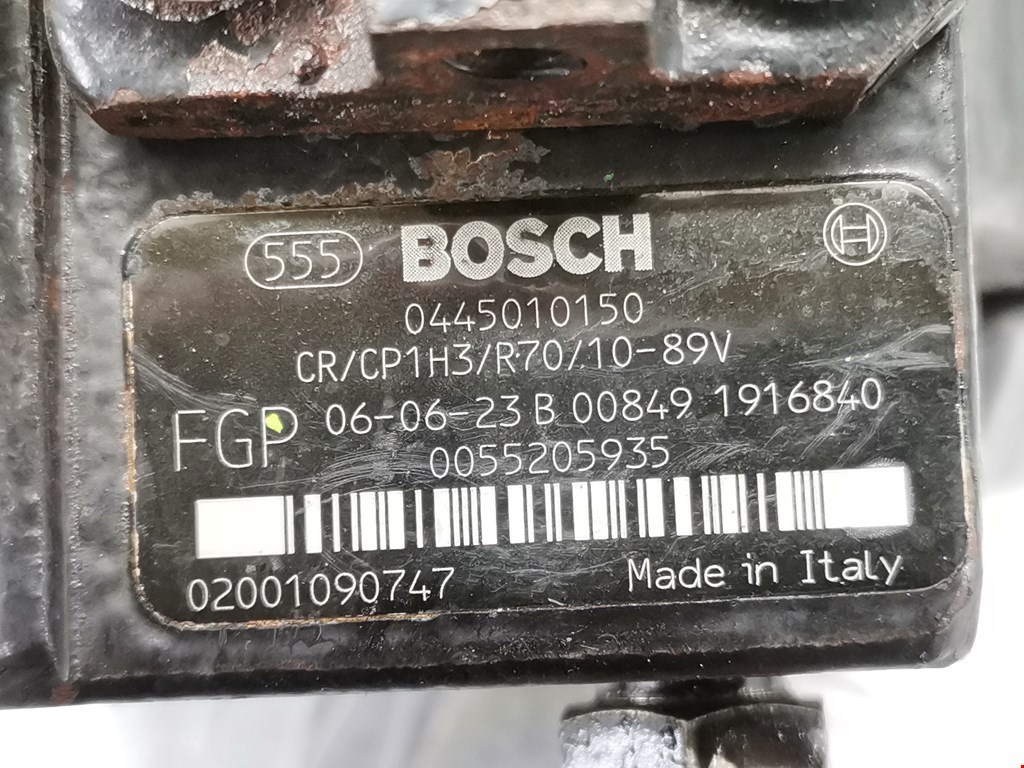 555 BOSCH
0445010150
CR/CP1H3/R70/10-89V
FGP 06-06-23 B 00849 1916840
0055205935
02001090747 Made in Italy